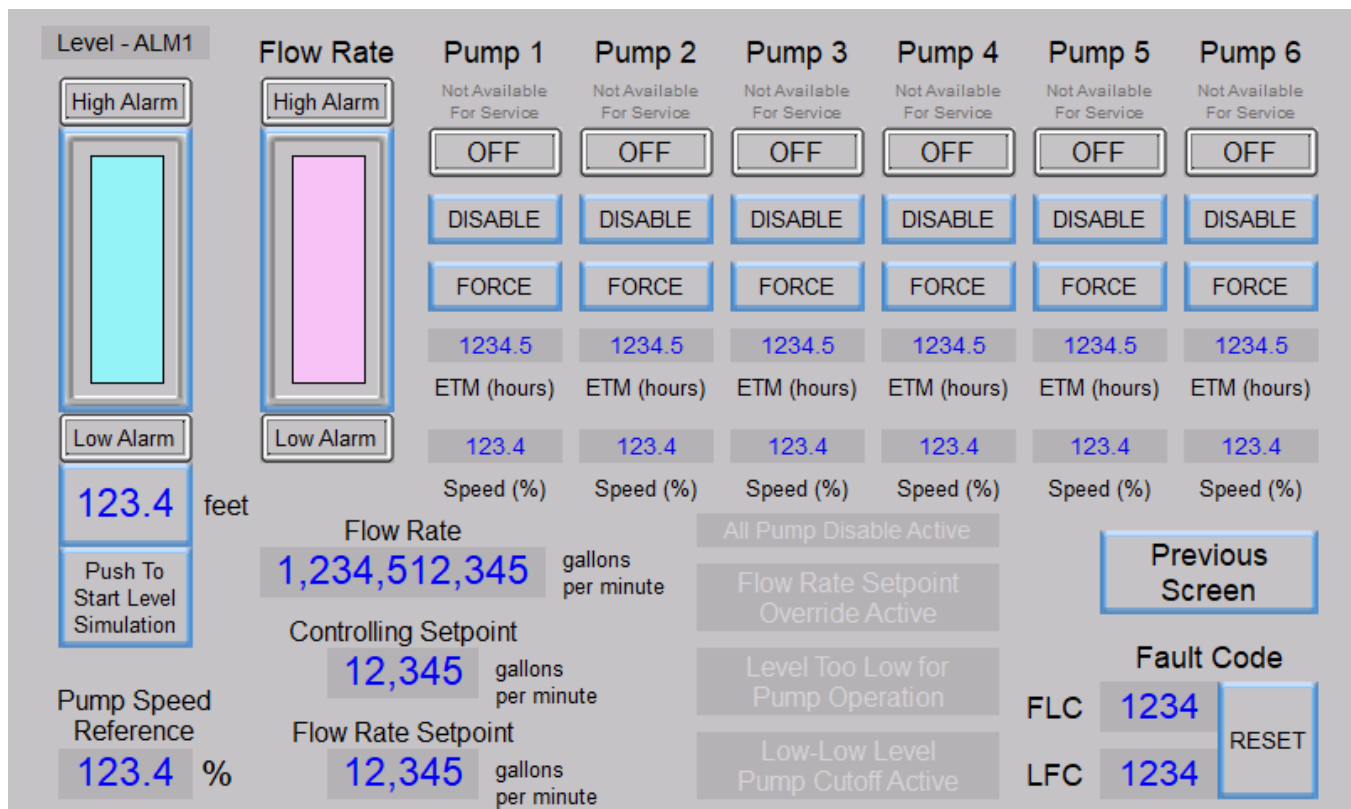 Level - ALM1
Flow Rate
Pump 1 Pump 2 Pump 3 Pump 4 Pump 5 Pump 6
High Alarm
High Alarm
Not Available Not Available Not Available Not Available Not Available Not Available
For Service For Service For Service For Service For Service For Service
OFF OFF OFF OFF OFF OFF
DISABLE DISABLE DISABLE DISABLE DISABLE DISABLE
FORCE FORCE FORCE FORCE FORCE FORCE
1234.5 1234.5 1234.5 1234.5 1234.5 1234.5
ETM (hours) ETM (hours) ETM (hours) ETM (hours) ETM (hours) ETM (hours)
Low Alarm
Low Alarm
123.4 123.4 123.4 123.4 123.4 123.4
Speed (%) Speed (%) Speed (%) Speed (%) Speed (%) Speed (%)
123.4 feet
Push To
Start Level
Simulation
Pump Speed
Reference
123.4 %
Flow Rate
1,234,512,345 gallons
per minute
Controlling Setpoint
12,345 gallons
per minute
Flow Rate Setpoint
12,345 gallons
per minute
All Pump Disable Active
Flow Rate Setpoint
Override Active
Level Too Low for
Pump Operation
Low-Low Level
Pump Cutoff Active
Previous
Screen
Fault Code
FLC 1234
LFC 1234
RESET